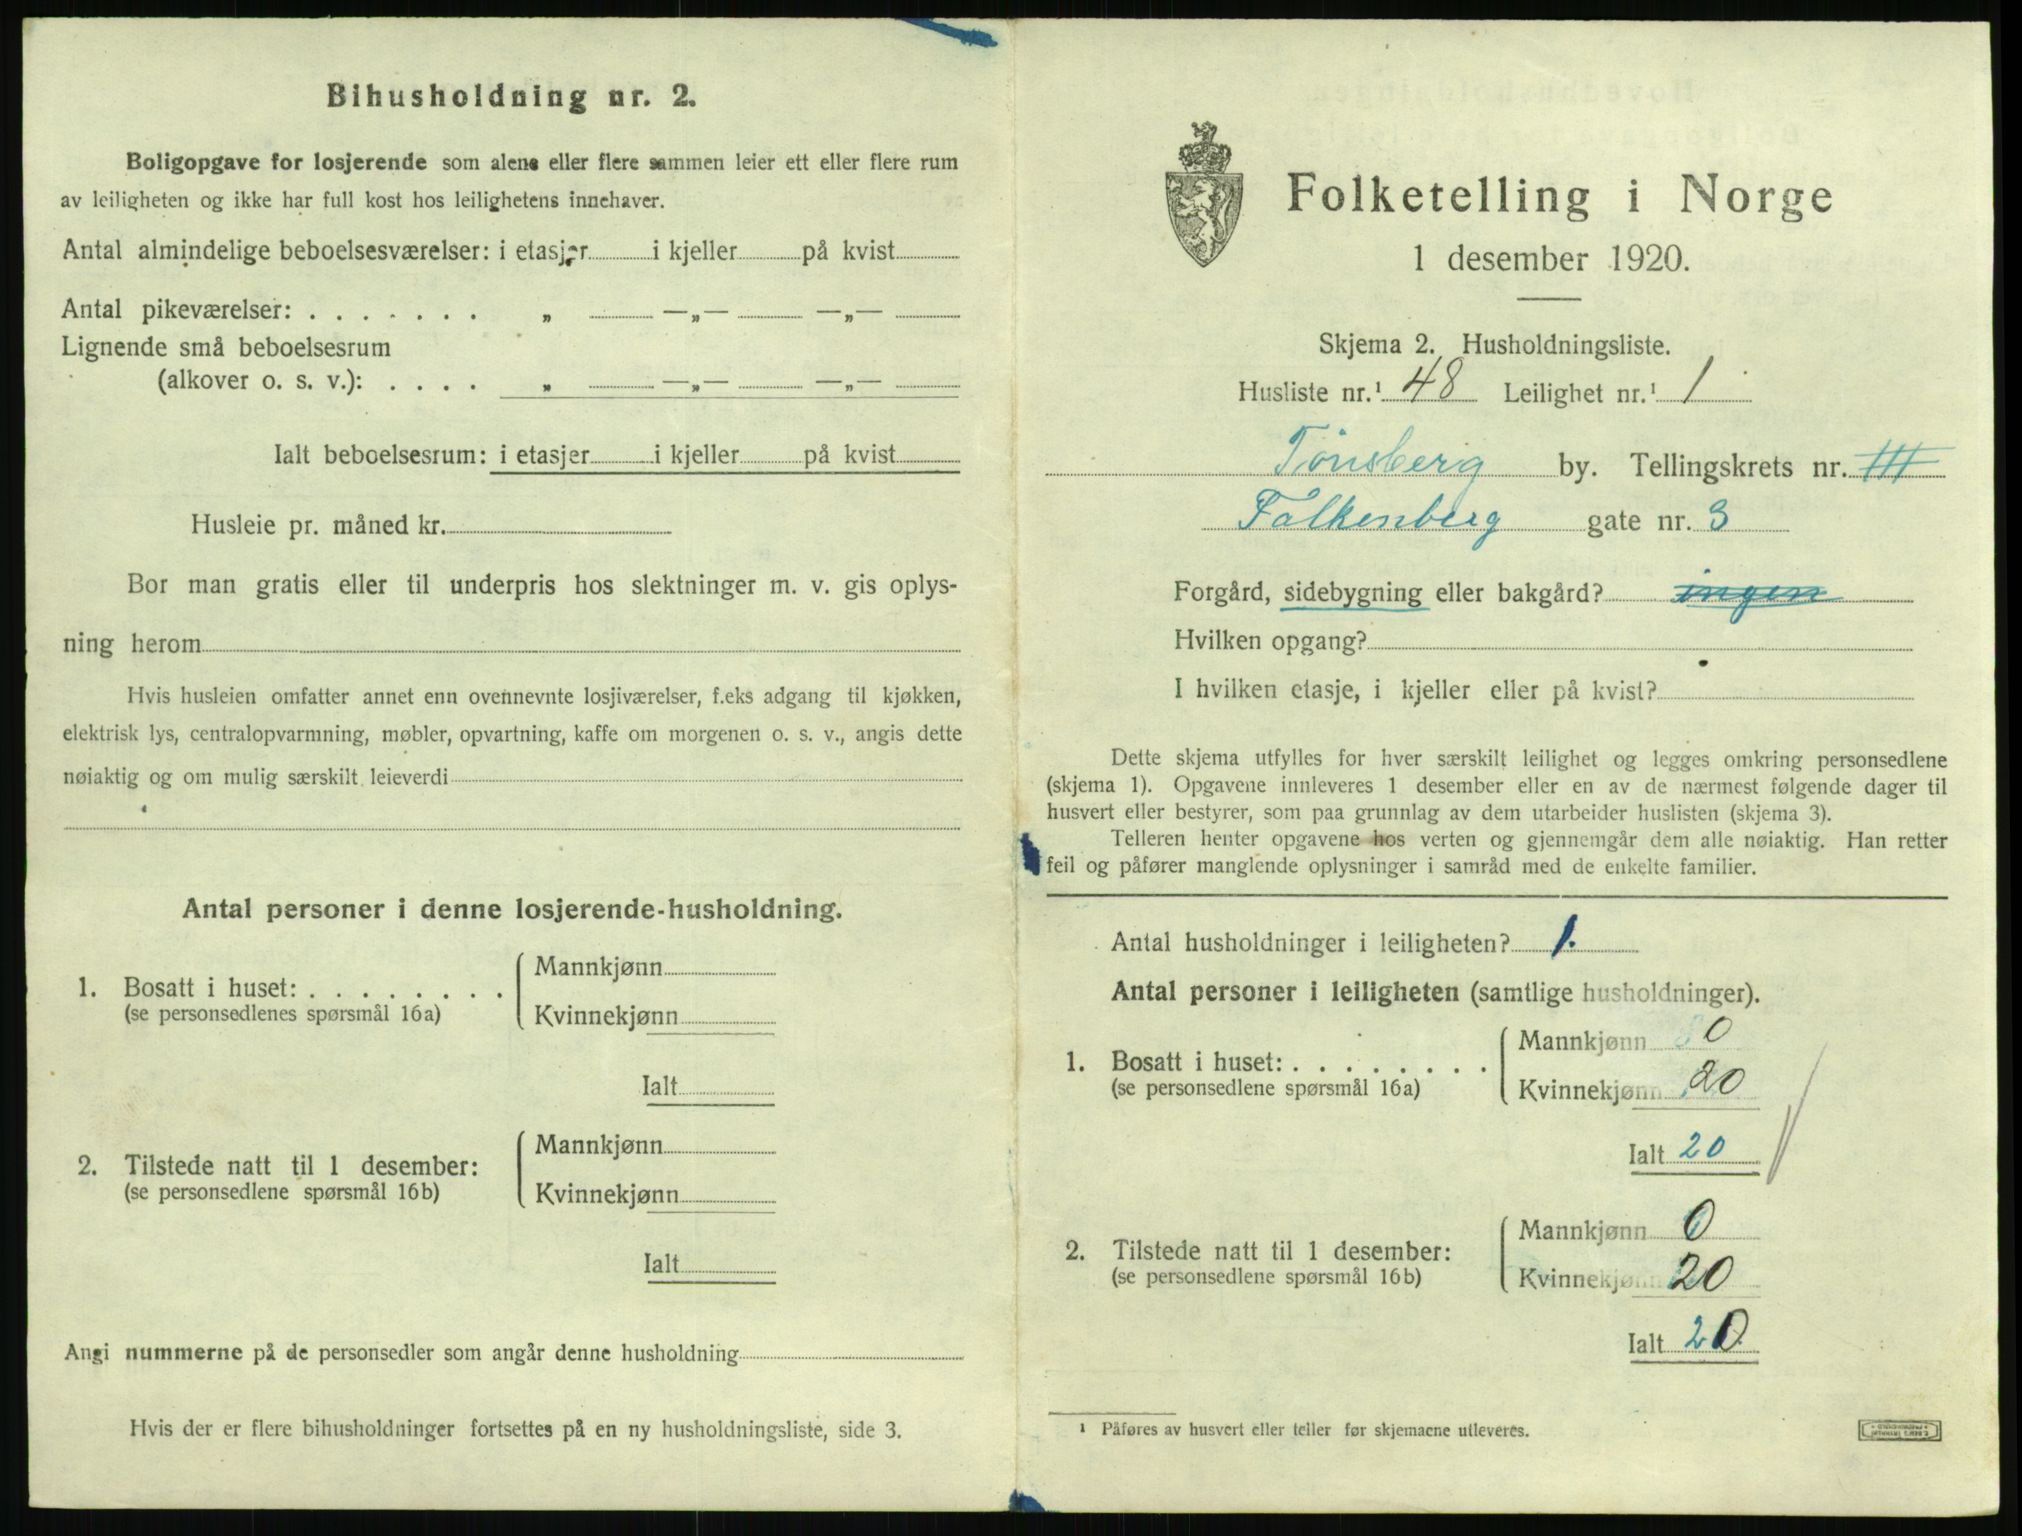 Bihusholdning nr. 2.
Boligopgave for losjerende som alene eller flere sammen leier ett eller flere rum
av leiligheten og ikke har full kost hos leilighetens innehaver.
Antal almindelige beboelsesværelser: i etasjer i kjeller på kvist
Antal pikeværelser: . . . . . . . „ —„— —„—
Lignende små beboelsesrum
(alkover o. s. v.): . . . . „ —„— —„—
Ialt beboelsesrum: i etasjer i kjeller på kvist
Husleie pr. måned kr.
Bor man gratis eller til underpris hos slektninger m. v. gis oplys-
ning herom
Hvis husleien omfatter annet enn ovennevnte losjiværelser, f.eks adgang til kjøkken,
elektrisk lys, centralopvarmning, møbler, opvartning, kaffe om morgenen o. s. v., angis dette
nøiaktig og om mulig særskilt leieverdi
Antal personer i denne losjerende-husholdning.
1. Bosatt i huset: . . . . . . . .
(se personsedlenes spørsmål 16a)
Mannkjønn
Kvinnekjønn
Ialt
2. Tilstede natt til 1 desember:
(se personsedlene spørsmål 16b)
Mannkjønn
Kvinnekjønn
Ialt
Angi nummerne på de personsedler som angår denne husholdning
Hvis der er flere bihusholdninger fortsettes på en ny husholdningsliste, side 3.
Folketelling i Norge
1 desember 1920.
Skjema 2. Husholdningsliste.
Husliste nr.¹ 48 Leilighet nr.¹ 1
Tønsberg by. Tellingskrets nr. III
Falkenberg gate nr. 3
Forgård, sidebygning eller bakgård? ingen
Hvilken opgang?
I hvilken etasje, i kjeller eller på kvist?
Dette skjema utfylles for hver særskilt leilighet og legges omkring personsedlene
(skjema 1). Opgavene innleveres 1 desember eller en av de nærmest følgende dager til
husvert eller bestyrer, som paa grunnlag av dem utarbeider huslisten (skjema 3).
Telleren henter opgavene hos verten og gjennemgår dem alle nøiaktig. Han retter
feil og påfører manglende oplysninger i samråd med de enkelte familier.
Antal husholdninger i leiligheten? 1.
Antal personer i leiligheten (samtlige husholdninger).
1. Bosatt i huset: . . . . . . . .
(se personsedlene spørsmål 16a)
Mannkjønn 0
Kvinnekjønn 20
Ialt 20
2. Tilstede natt til 1 desember:
(se personsedlene spørsmål 16b)
Mannkjønn 0
Kvinnekjønn 20
Ialt 20
¹ Påføres av husvert eller teller før skjemaene utleveres.